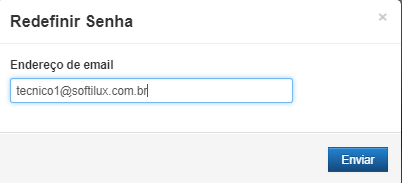 Redefinir Senha ×
Endereço de email
tecnico1@softilux.com.br
Enviar